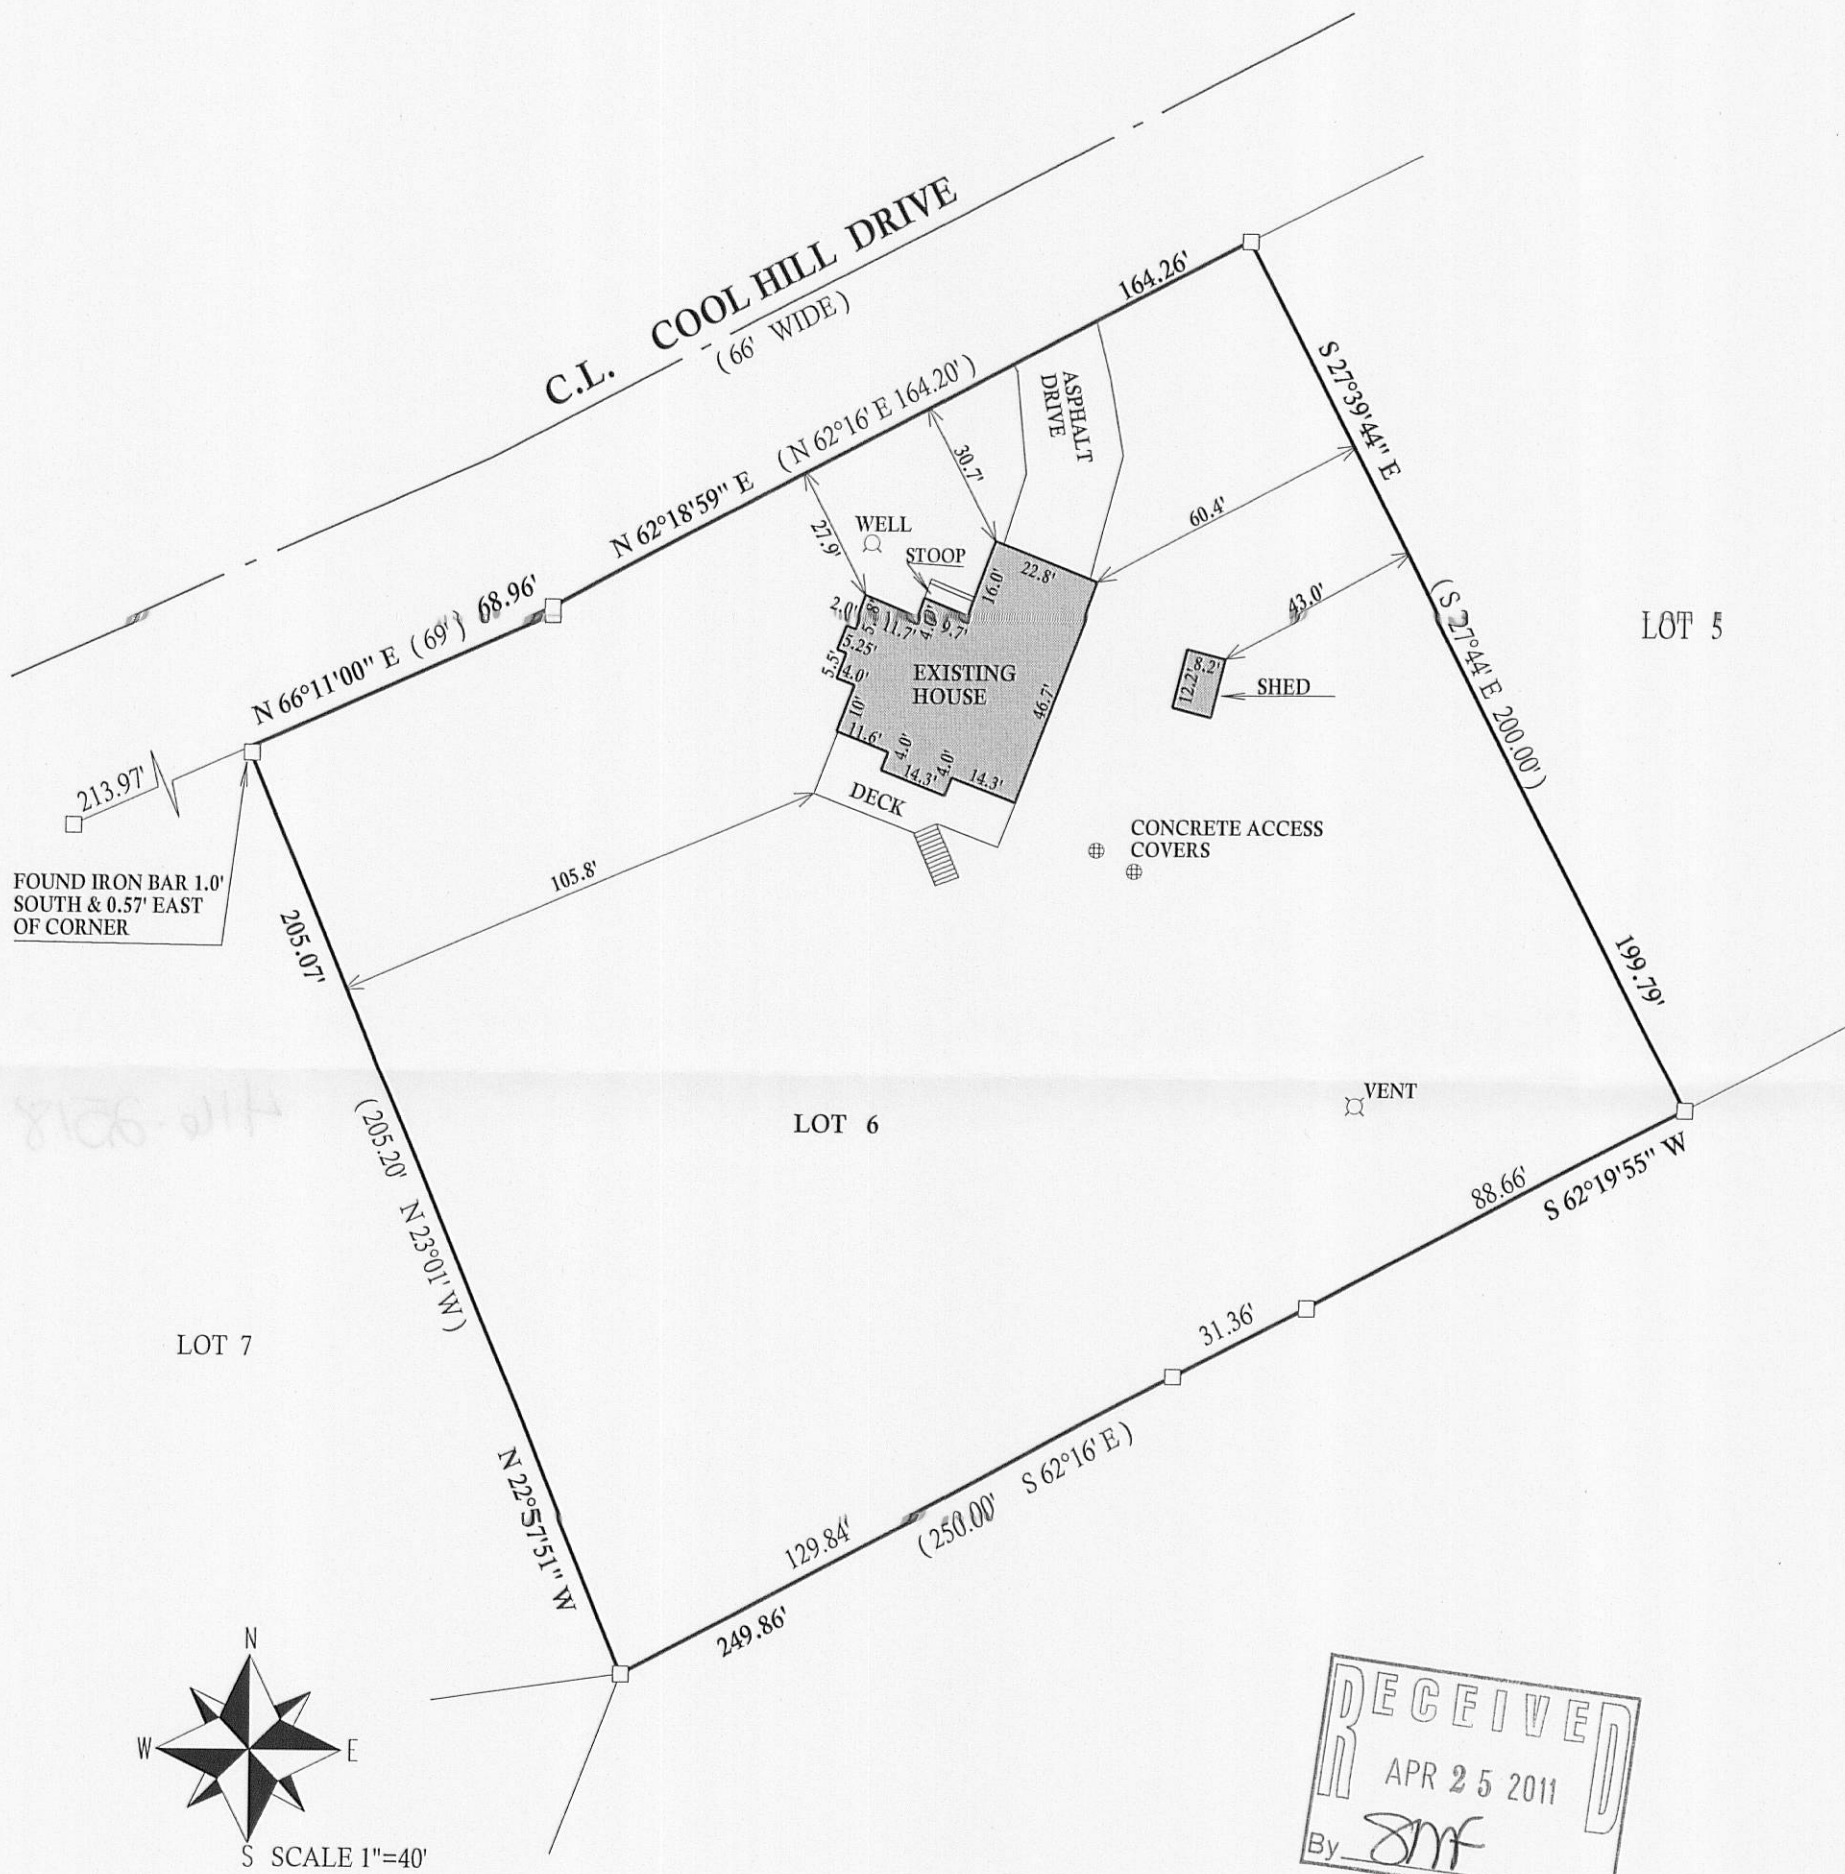 C.L. COOL HILL DRIVE
(66' WIDE)
164.26'
N 62°18'59" E (N 62°16' E 164.20')
N 66°11'00" E (69') 68.96'
213.97'
FOUND IRON BAR 1.0'
SOUTH & 0.57' EAST
OF CORNER
ASPHALT
DRIVE
30.7'
27.9'
WELL
STOOP
60.4'
43.0'
22.8'
16.0'
2.0'
11.7'
4.0'
9.7'
5.25'
5.5'
4.0'
10'
11.6'
4.0'
14.3'
4.0'
14.3'
46.7'
EXISTING
HOUSE
DECK
8.2'
12.2'
SHED
CONCRETE ACCESS
COVERS
105.8'
S 27°39'44" E
(S 27°44' E 200.00')
199.79'
LOT 5
205.07'
(205.20' N 23°01' W)
N 22°57'51" W
LOT 6
LOT 7
VENT
88.66'
S 62°19'55" W
31.36'
S 62°16' E)
(250.00'
129.84'
249.86'
N
W
E
S
SCALE 1"=40'
RECEIVED
APR 25 2011
By SMF